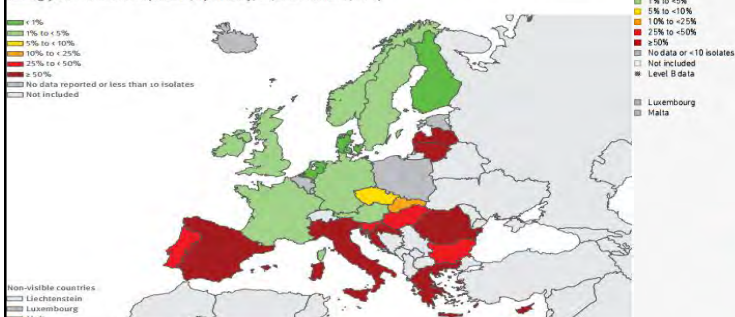 < 1%
1% to < 5%
5% to < 10%
10% to < 25%
25% to < 50%
≥ 50%
No data reported or less than 10 isolates
Not included
Non-visible countries
Liechtenstein
Luxembourg
1% to <5%
5% to <10%
10% to <25%
25% to <50%
≥50%
No data or <10 isolates
Not included
Level B data
Luxembourg
Malta